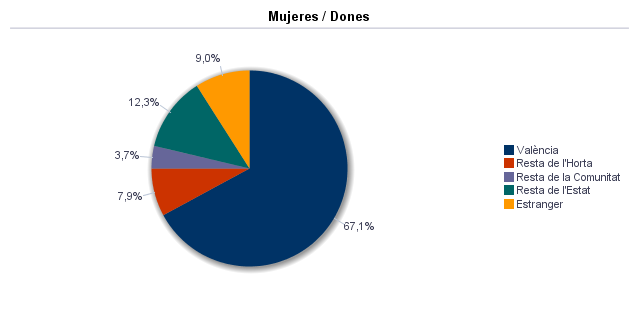 Mujeres / Dones
9,0%
12,3%
3,7%
7,9%
67,1%
València
Resta de l'Horta
Resta de la Comunitat
Resta de l'Estat
Estranger